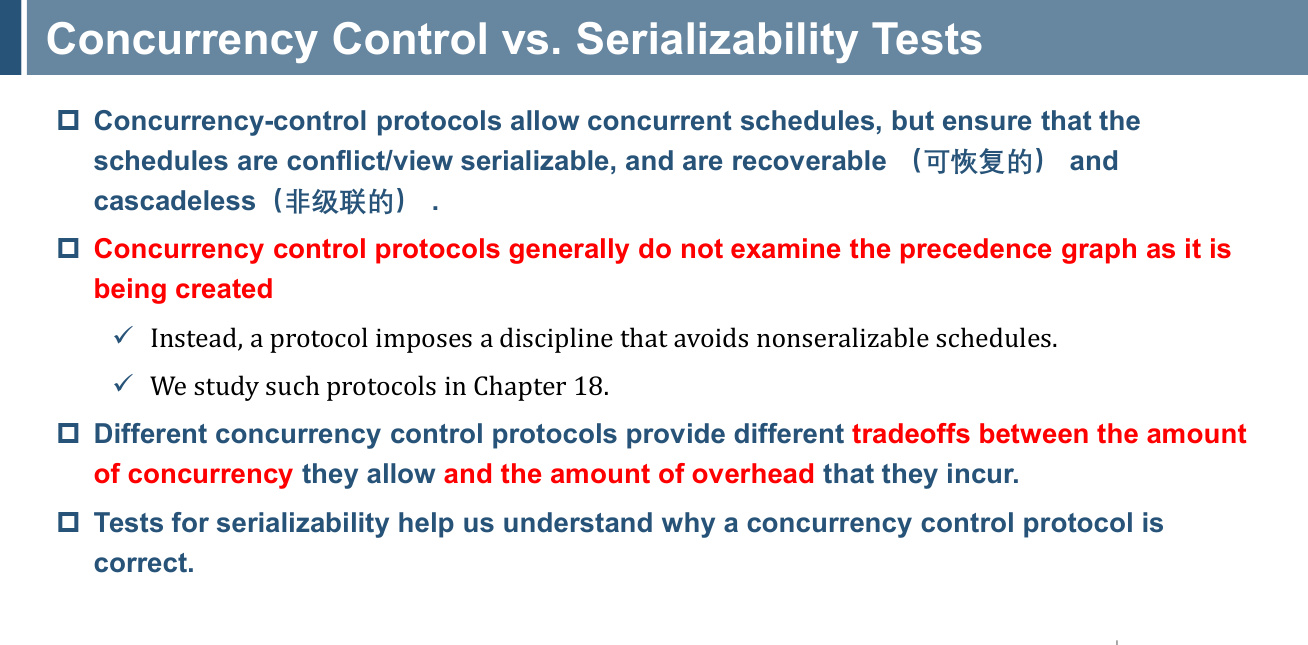 Concurrency Control vs. Serializability Tests
Concurrency-control protocols allow concurrent schedules, but ensure that the
schedules are conflict/view serializable, and are recoverable （可恢复的） and
cascadeless（非级联的） .
Concurrency control protocols generally do not examine the precedence graph as it is
being created
Instead, a protocol imposes a discipline that avoids nonseralizable schedules.
We study such protocols in Chapter 18.
Different concurrency control protocols provide different tradeoffs between the amount
of concurrency they allow and the amount of overhead that they incur.
Tests for serializability help us understand why a concurrency control protocol is
correct.